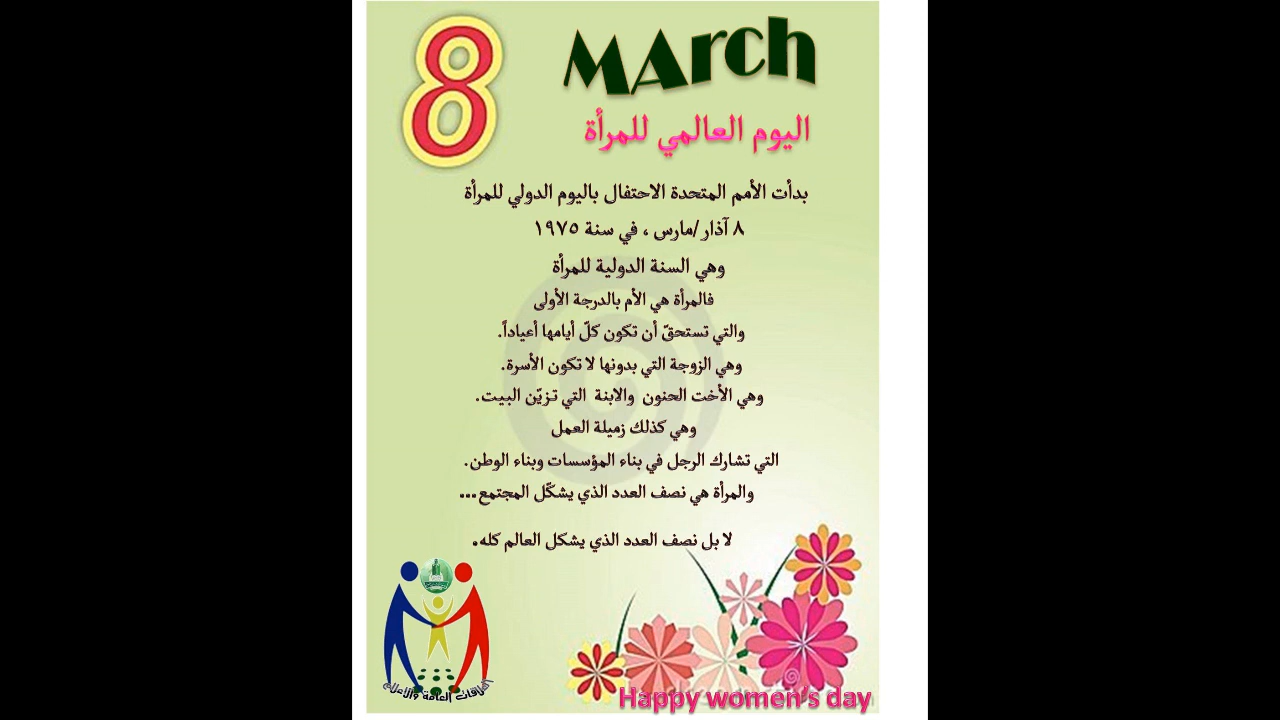 8 MArch
اليوم العالمي للمرأة
بدأت الأمم المتحدة الاحتفال باليوم الدولي للمرأة
٨ آذار/مارس ، في سنة ١٩٧٥
وهي السنة الدولية للمرأة
فالمرأة هي الأم بالدرجة الأولى
والتي تستحقّ أن تكون كلّ أيامها أعياداً.
وهي الزوجة التي بدونها لا تكون الأسرة.
وهي الأخت الحنون والابنة التي تزيّن البيت.
وهي كذلك زميلة العمل
التي تشارك الرجل في بناء المؤسسات وبناء الوطن.
والمرأة هي نصف العدد الذي يشكّل المجتمع...
لا بل نصف العدد الذي يشكل العالم كله.
العلاقات العامة والاعلام
Happy women's day